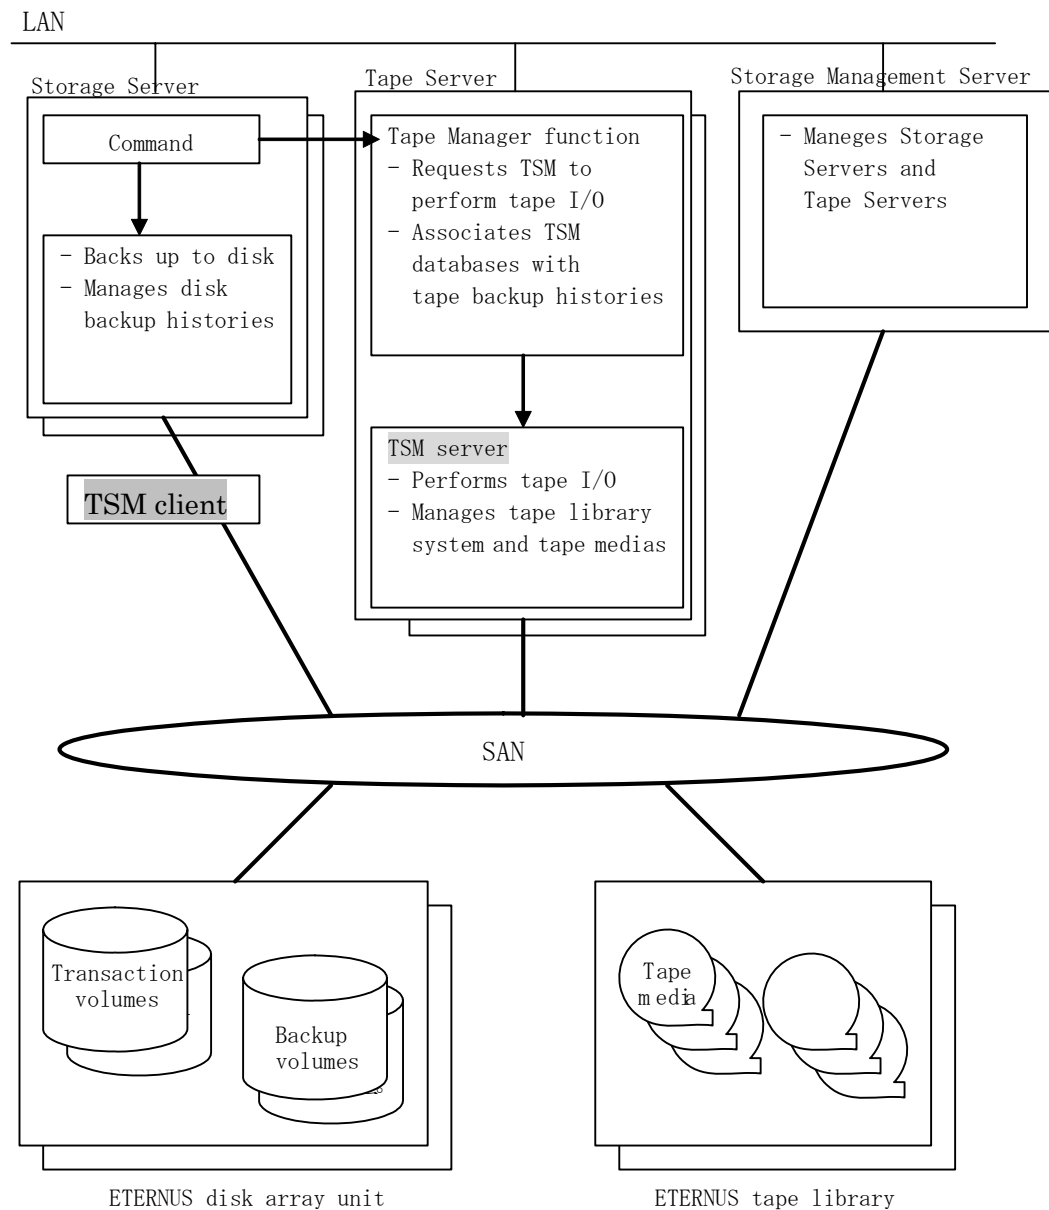 LAN
Storage Server
Tape Server
Storage Management Server
Command
Tape Manager function
- Requests TSM to
perform tape I/O
- Associates TSM
databases with
tape backup histories
- Maneges Storage
Servers and
Tape Servers
- Backs up to disk
- Manages disk
backup histories
TSM server
- Performs tape I/O
- Manages tape library
system and tape medias
TSM client
SAN
Transaction
volumes
Backup
volumes
Tape
media
ETERNUS disk array unit
ETERNUS tape library